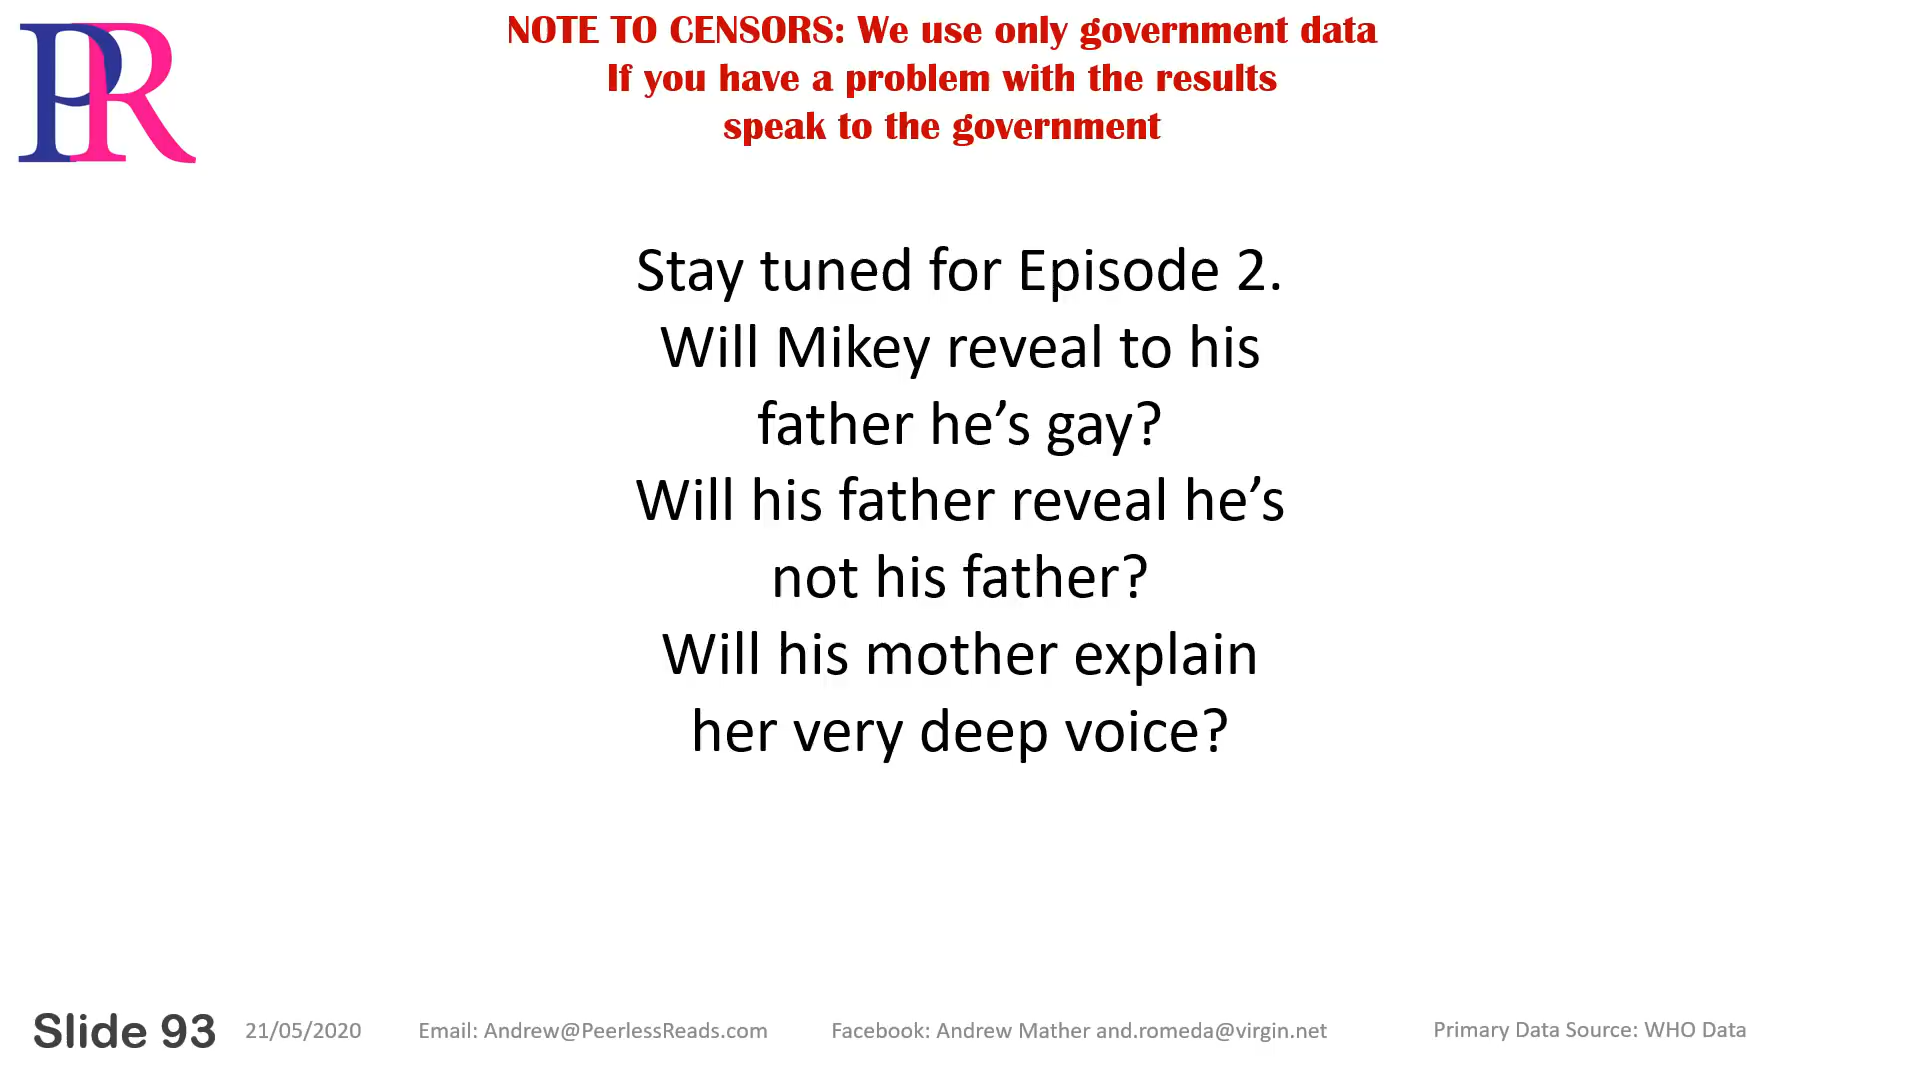 PR
NOTE TO CENSORS: We use only government data
If you have a problem with the results
speak to the government
Stay tuned for Episode 2.
Will Mikey reveal to his
father he’s gay?
Will his father reveal he’s
not his father?
Will his mother explain
her very deep voice?
Slide 93 21/05/2020 Email: Andrew@PeerlessReads.com Facebook: Andrew Mather and.romeda@virgin.net Primary Data Source: WHO Data